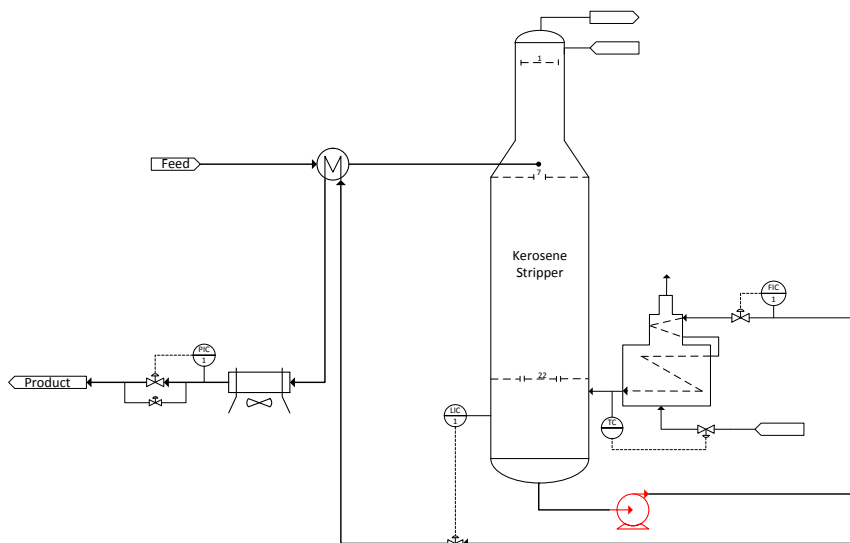 1
Feed
7
Kerosene
Stripper
FIC
1
PIC
1
Product
22
LIC
1
TC